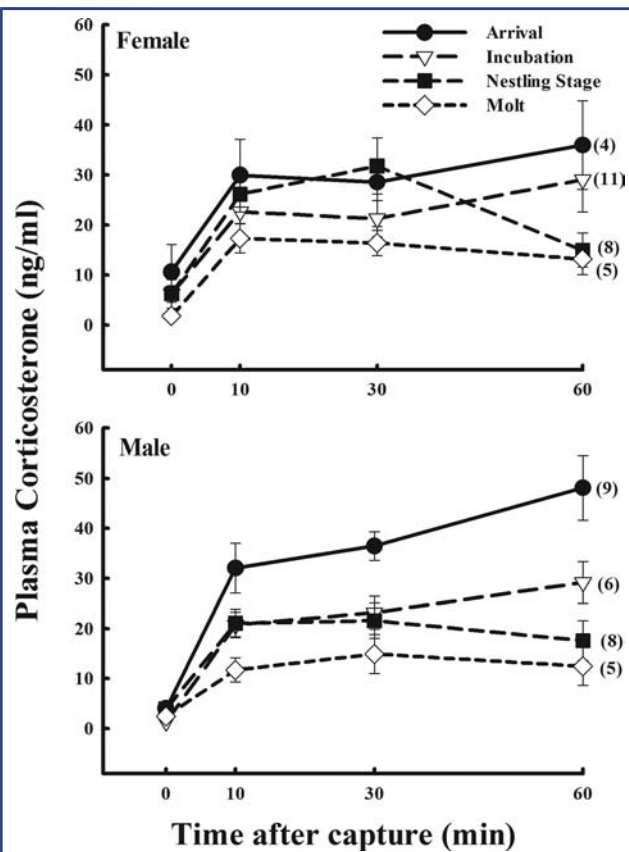 60
Female
Arrival
Incubation
Nestling Stage
Molt
50
40
30
20
10
0
(4)
(11)
(8)
(5)
0 10 30 60
Plasma Corticosterone (ng/ml)
60
Male
50
40
30
20
10
0
(9)
(6)
(8)
(5)
0 10 30 60
Time after capture (min)